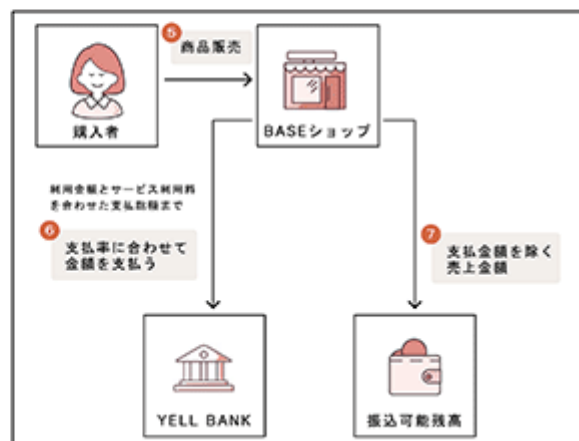 5
商品販売
購入者
BASEショップ
利用金額とサービス利用料
を合わせた支払総額まで
6
支払率に合わせて
金額を支払う
7
支払金額を除く
売上金額
YELL BANK
振込可能残高